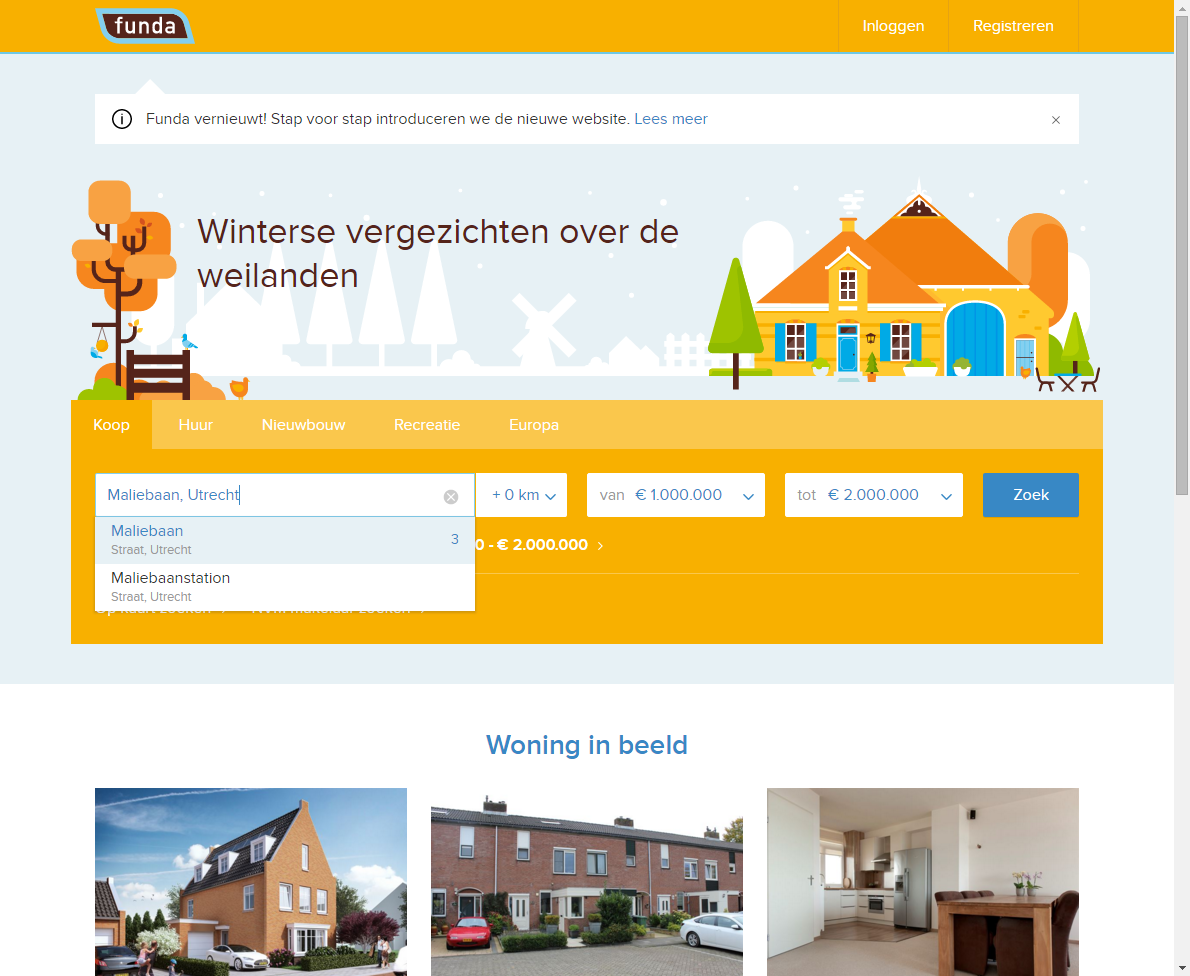 funda
Inloggen
Registreren
Funda vernieuwt! Stap voor stap introduceren we de nieuwe website. Lees meer
Winterse vergezichten over de
weilanden
Koop
Huur
Nieuwbouw
Recreatie
Europa
Maliebaan, Utrecht
+ 0 km
van € 1.000.000
tot € 2.000.000
Zoek
Maliebaan
3
Straat, Utrecht
0 - € 2.000.000
Maliebaanstation
Straat, Utrecht
Woning in beeld